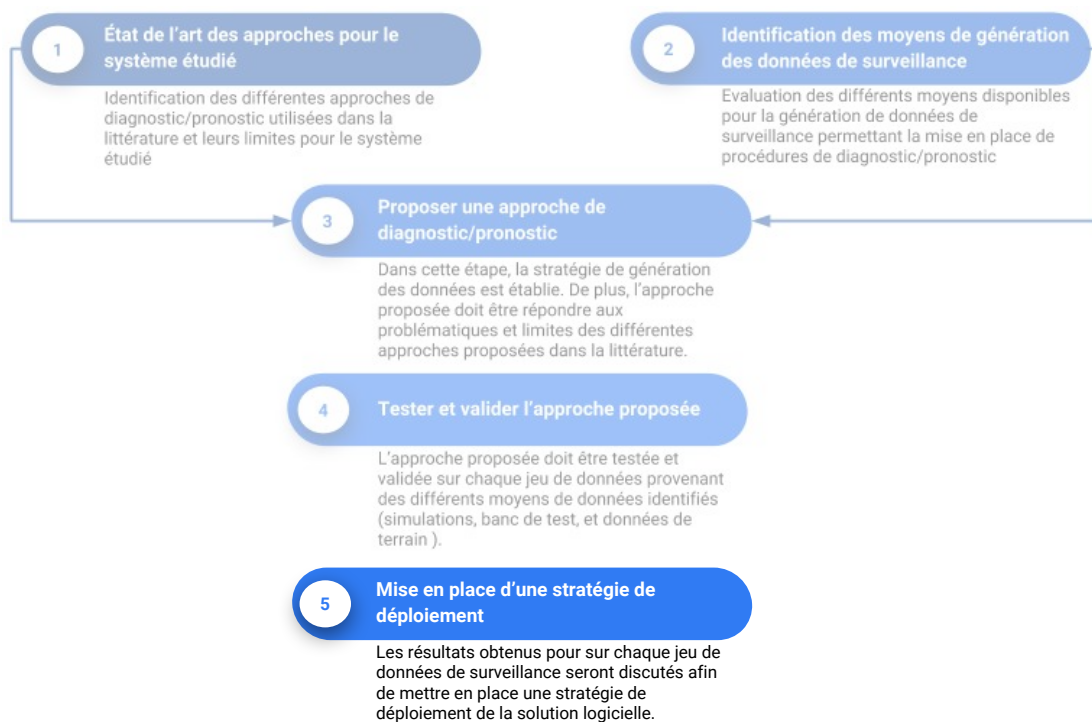 1
État de l’art des approches pour le
système étudié
Identification des différentes approches de
diagnostic/pronostic utilisées dans la
littérature et leurs limites pour le système
étudié
2
Identification des moyens de génération
des données de surveillance
Evaluation des différents moyens disponibles
pour la génération de données de
surveillance permettant la mise en place de
procédures de diagnostic/pronostic
3
Proposer une approche de
diagnostic/pronostic
Dans cette étape, la stratégie de génération
des données est établie. De plus, l’approche
proposée doit être répondre aux
problématiques et limites des différentes
approches proposées dans la littérature.
4
Tester et valider l’approche proposée
L’approche proposée doit être testée et
validée sur chaque jeu de données provenant
des différents moyens de données identifiés
(simulations, banc de test, et données de
terrain ).
5
Mise en place d’une stratégie de
déploiement
Les résultats obtenus pour sur chaque jeu de
données de surveillance seront discutés afin
de mettre en place une stratégie de
déploiement de la solution logicielle.